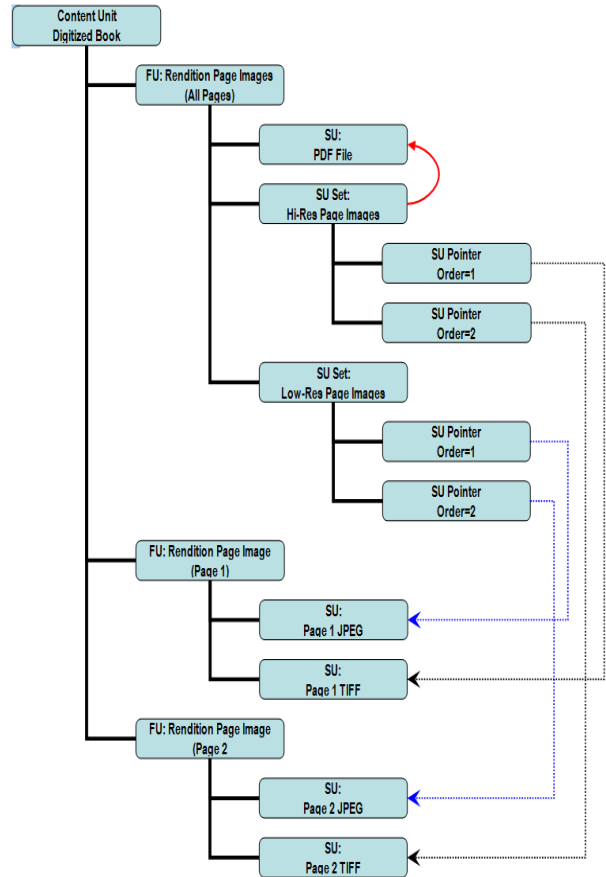 Content Unit
Digitized Book
FU: Rendition Page Images
(All Pages)
SU:
PDF File
SU Set:
Hi-Res Page Images
SU Pointer
Order=1
SU Pointer
Order=2
SU Set:
Low-Res Page Images
SU Pointer
Order=1
SU Pointer
Order=2
FU: Rendition Page Image
(Page 1)
SU:
Page 1 JPEG
SU:
Page 1 TIFF
FU: Rendition Page Image
(Page 2
SU:
Page 2 JPEG
SU:
Page 2 TIFF